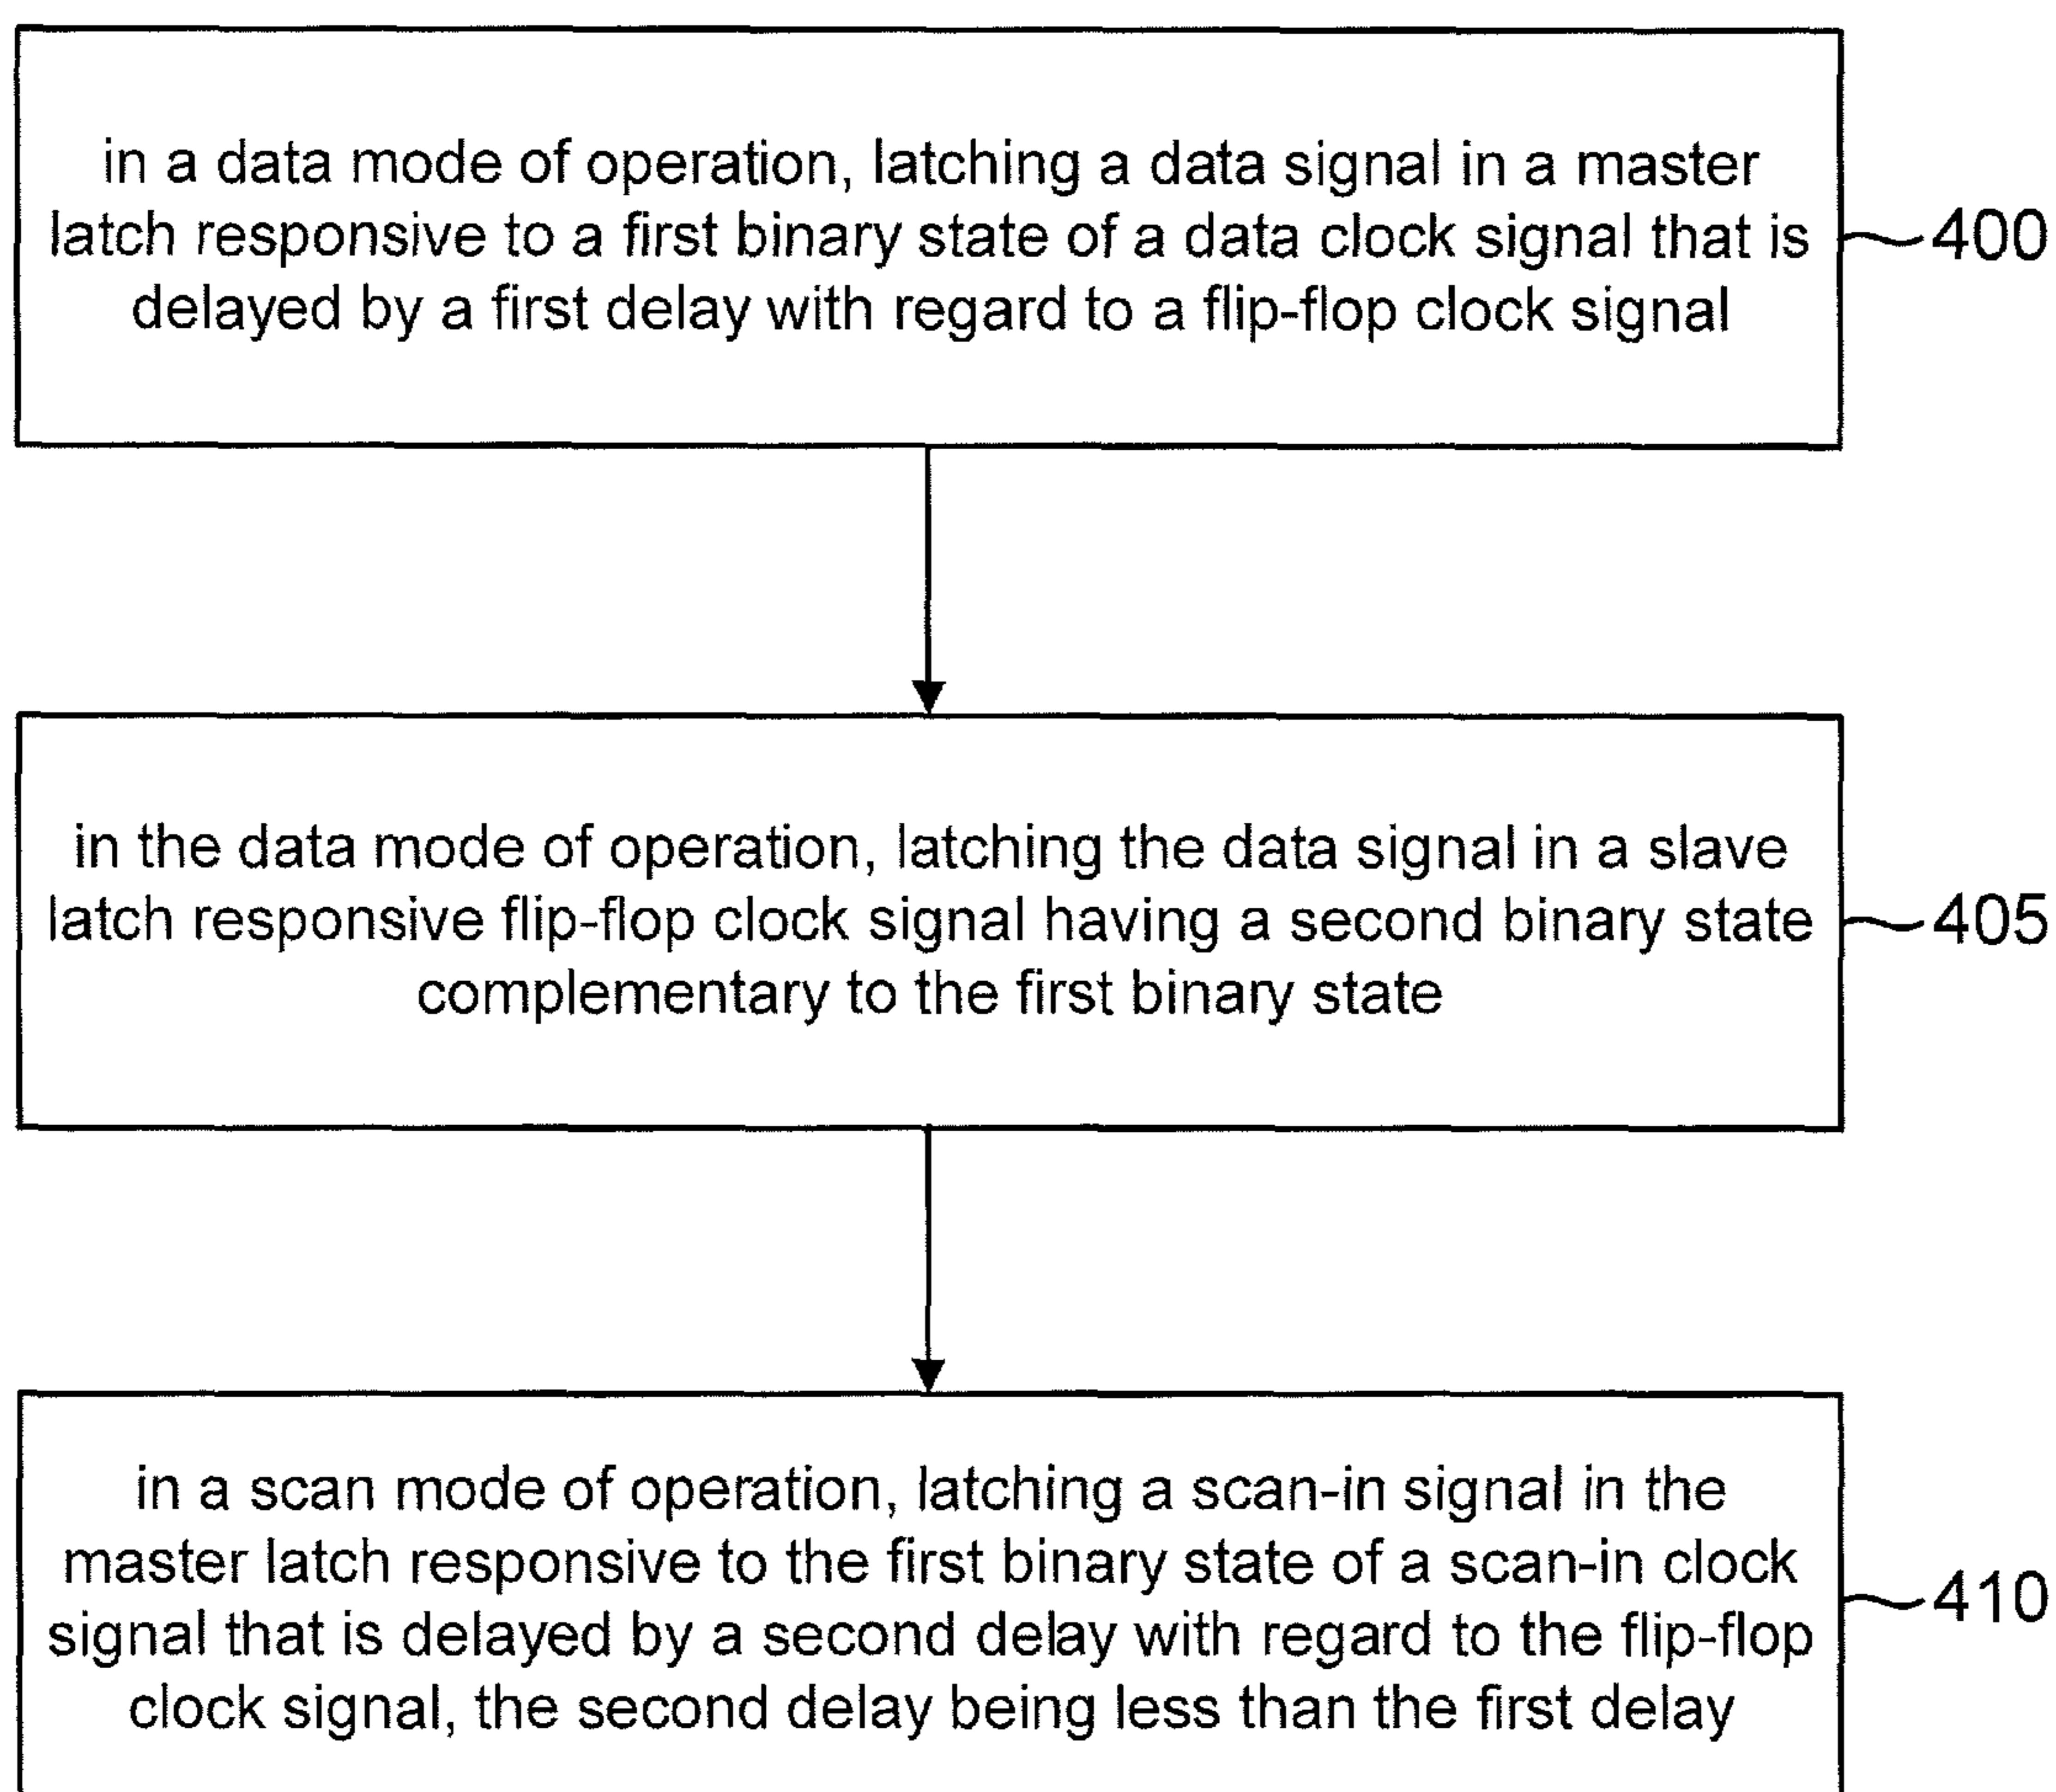 in a data mode of operation, latching a data signal in a master
latch responsive to a first binary state of a data clock signal that is
delayed by a first delay with regard to a flip-flop clock signal
400
in the data mode of operation, latching the data signal in a slave
latch responsive flip-flop clock signal having a second binary state
complementary to the first binary state
405
in a scan mode of operation, latching a scan-in signal in the
master latch responsive to the first binary state of a scan-in clock
signal that is delayed by a second delay with regard to the flip-flop
clock signal, the second delay being less than the first delay
410